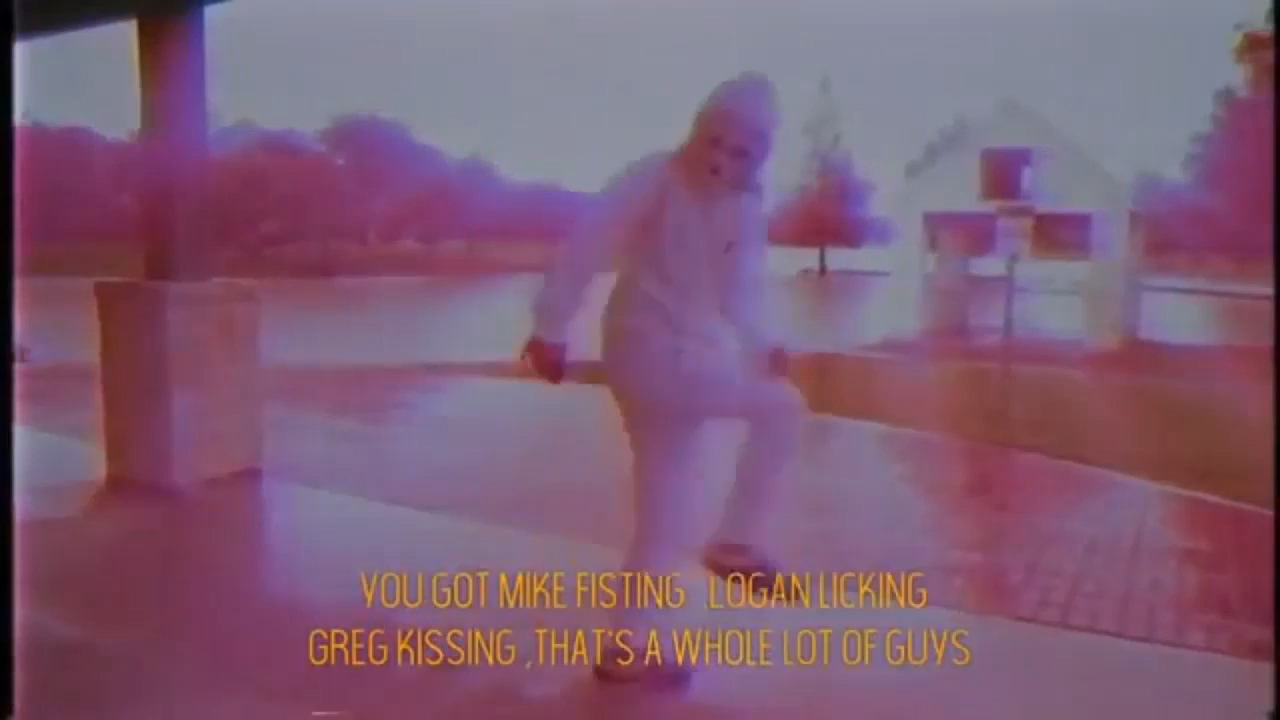 YOU GOT MIKE FISTING ,LOGAN LICKING
GREG KISSING ,THAT'S A WHOLE LOT OF GUYS